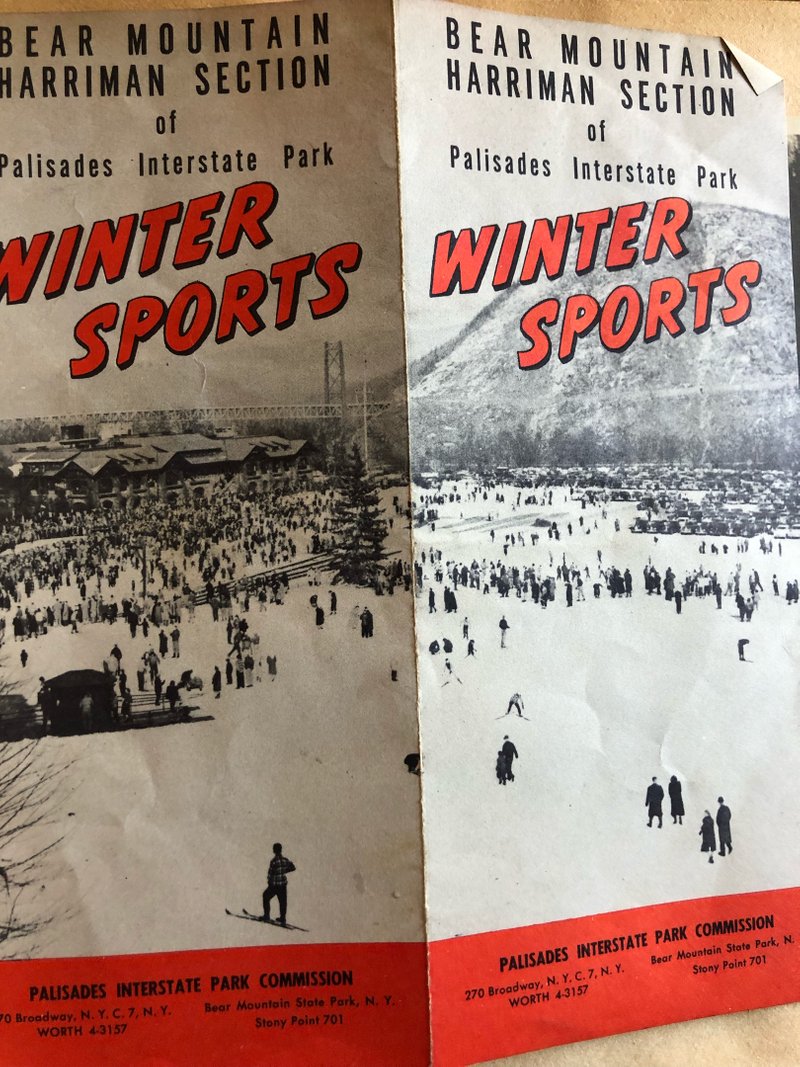 BEAR MOUNTAIN
HARRIMAN SECTION
of
Palisades Interstate Park
WINTER
SPORTS
PALISADES INTERSTATE PARK COMMISSION
70 Broadway, N. Y. C. 7, N. Y.
WORTH 4-3157
Bear Mountain State Park, N. Y.
Stony Point 701
BEAR MOUNTAIN
HARRIMAN SECTION
of
Palisades Interstate Park
WINTER
SPORTS
PALISADES INTERSTATE PARK COMMISSION
270 Broadway, N. Y. C. 7, N. Y.
WORTH 4-3157
Bear Mountain State Park, N.
Stony Point 701